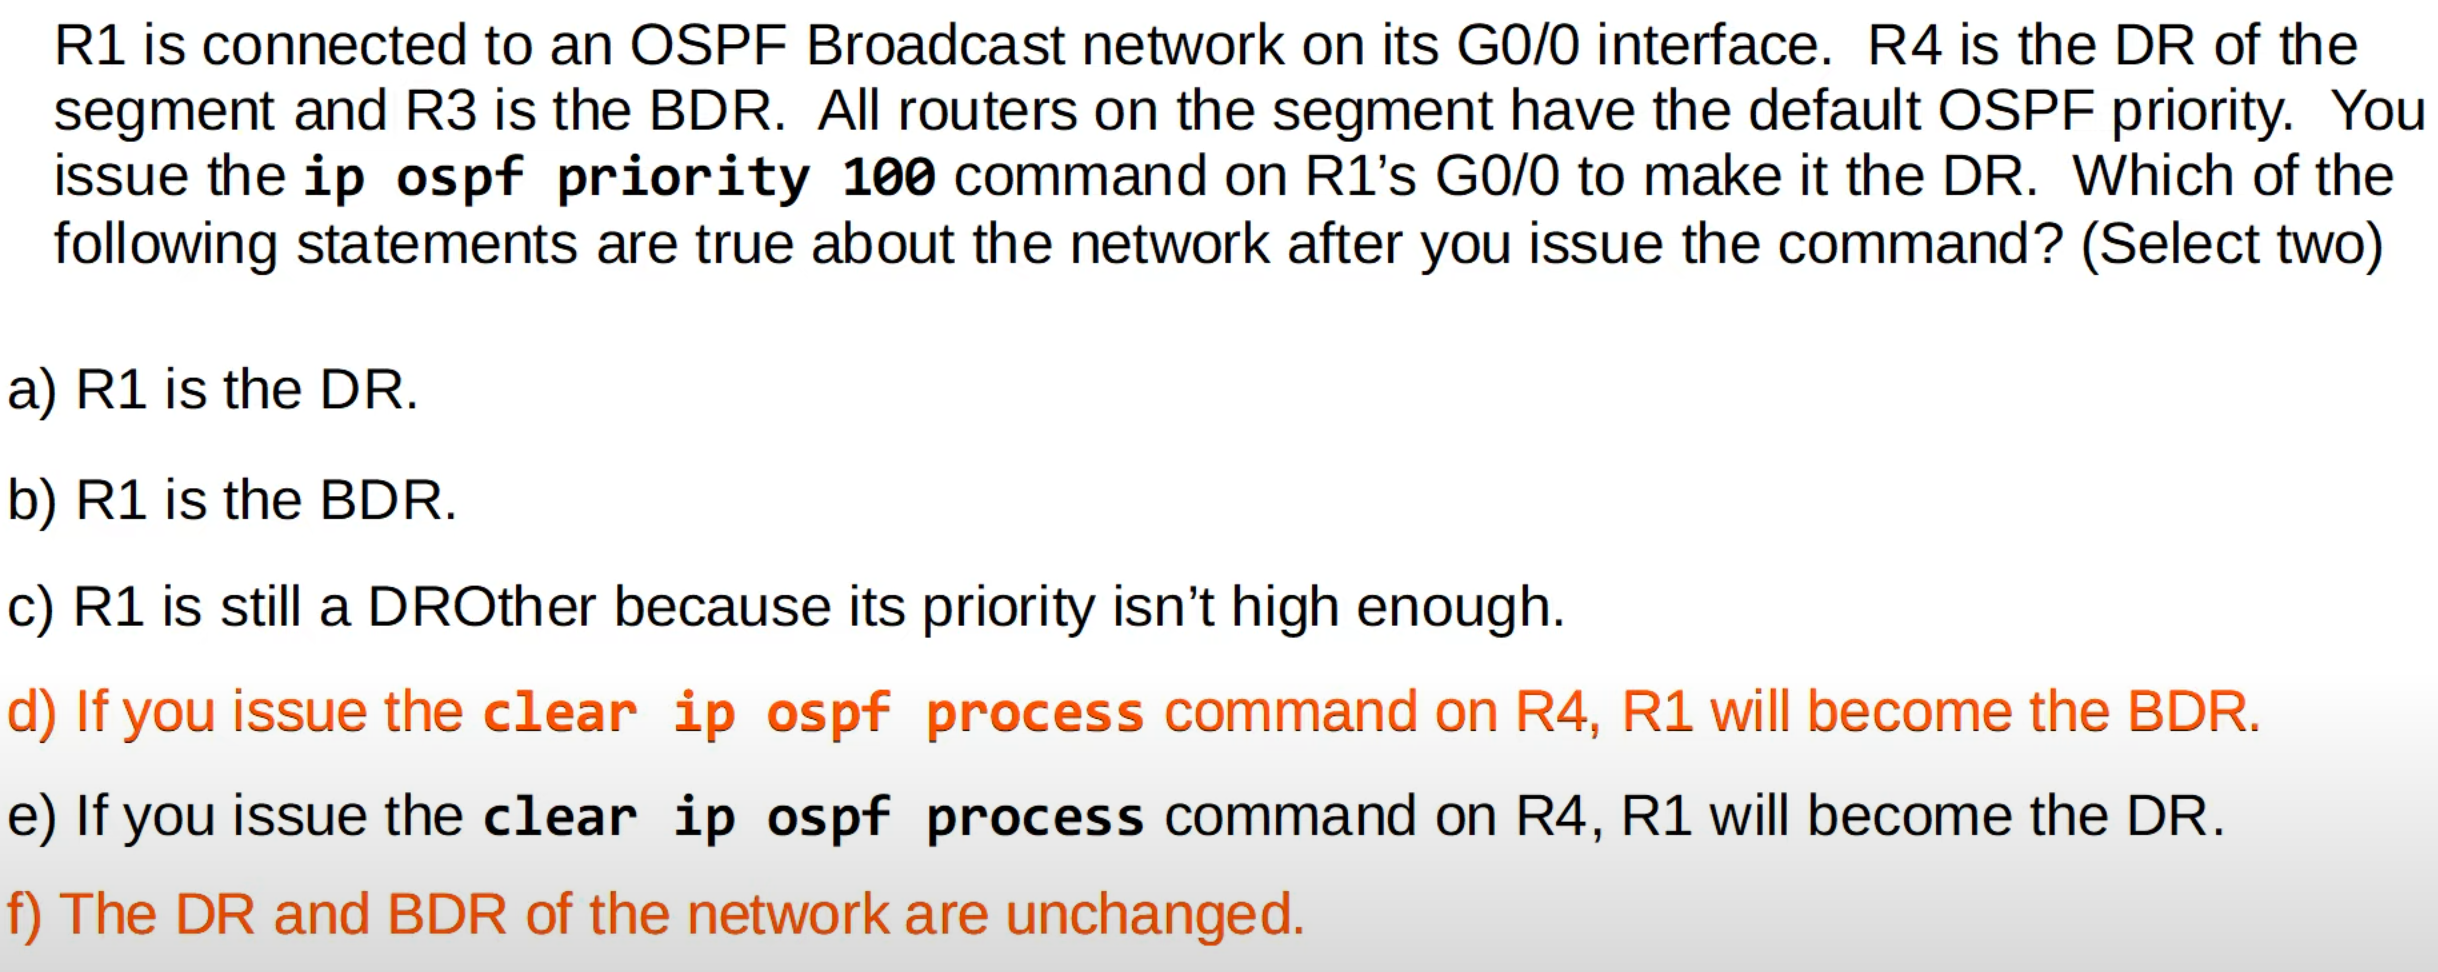 R1 is connected to an OSPF Broadcast network on its G0/0 interface.  R4 is the DR of the
segment and R3 is the BDR.  All routers on the segment have the default OSPF priority.  You
issue the ip ospf priority 100 command on R1’s G0/0 to make it the DR.  Which of the
following statements are true about the network after you issue the command? (Select two)
a) R1 is the DR.
b) R1 is the BDR.
c) R1 is still a DROther because its priority isn’t high enough.
d) If you issue the clear ip ospf process command on R4, R1 will become the BDR.
e) If you issue the clear ip ospf process command on R4, R1 will become the DR.
f) The DR and BDR of the network are unchanged.